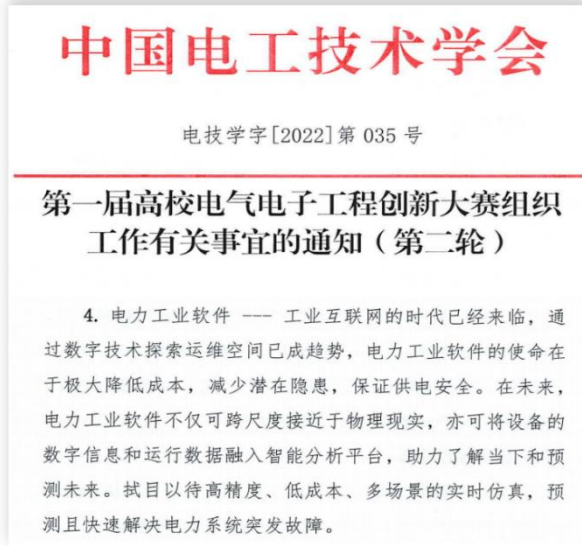 中国电工技术学会
电技学字[2022]第 035 号
第一届高校电气电子工程创新大赛组织
工作有关事宜的通知（第二轮）
4. 电力工业软件 --- 工业互联网的时代已经来临，通
过数字技术探索运维空间已成趋势，电力工业软件的使命在
于极大降低成本，减少潜在隐患，保证供电安全。在未来，
电力工业软件不仅可跨尺度接近于物理现实，亦可将设备的
数字信息和运行数据融入智能分析平台，助力了解当下和预
测未来。拭目以待高精度、低成本、多场景的实时仿真，预
测且快速解决电力系统突发故障。